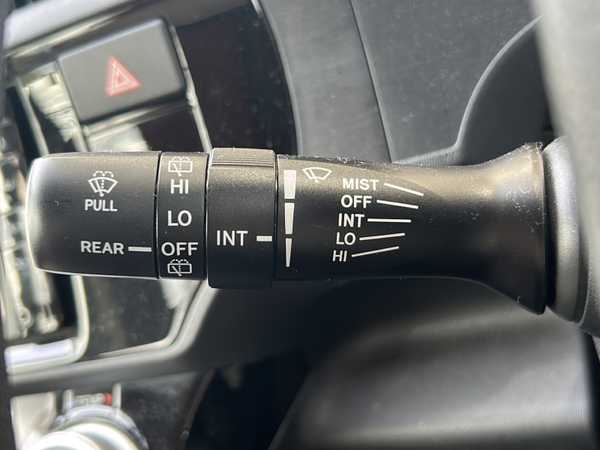 PULL
REAR
HI
LO
OFF
INT
MIST
OFF
INT
LO
HI